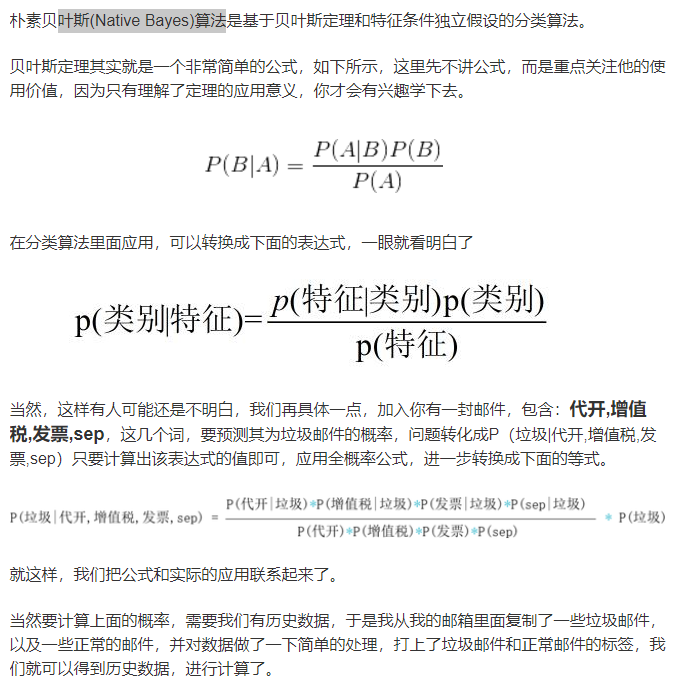 朴素贝叶斯(Native Bayes)算法是基于贝叶斯定理和特征条件独立假设的分类算法。
贝叶斯定理其实就是一个非常简单的公式，如下所示，这里先不讲公式，而是重点关注他的使
用价值，因为只有理解了定理的应用意义，你才会有兴趣学下去。
P(B|A) = P(A|B)P(B) / P(A)
在分类算法里面应用，可以转换成下面的表达式，一眼就看明白了
p(类别|特征)= p(特征|类别)p(类别) / p(特征)
当然，这样有人可能还是不明白，我们再具体一点，加入你有一封邮件，包含：代开,增值
税,发票,sep，这几个词，要预测其为垃圾邮件的概率，问题转化成P（垃圾|代开,增值税,发
票,sep）只要计算出该表达式的值即可，应用全概率公式，进一步转换成下面的等式。
P(垃圾|代开,增值税,发票,sep) = P(代开|垃圾)*P(增值税|垃圾)*P(发票|垃圾)*P(sep|垃圾) / P(代开)*P(增值税)*P(发票)*P(sep) * P(垃圾)
就这样，我们把公式和实际的应用联系起来了。
当然要计算上面的概率，需要我们有历史数据，于是我从我的邮箱里面复制了一些垃圾邮件，
以及一些正常的邮件，并对数据做了一下简单的处理，打上了垃圾邮件和正常邮件的标签，我
们就可以得到历史数据，进行计算了。